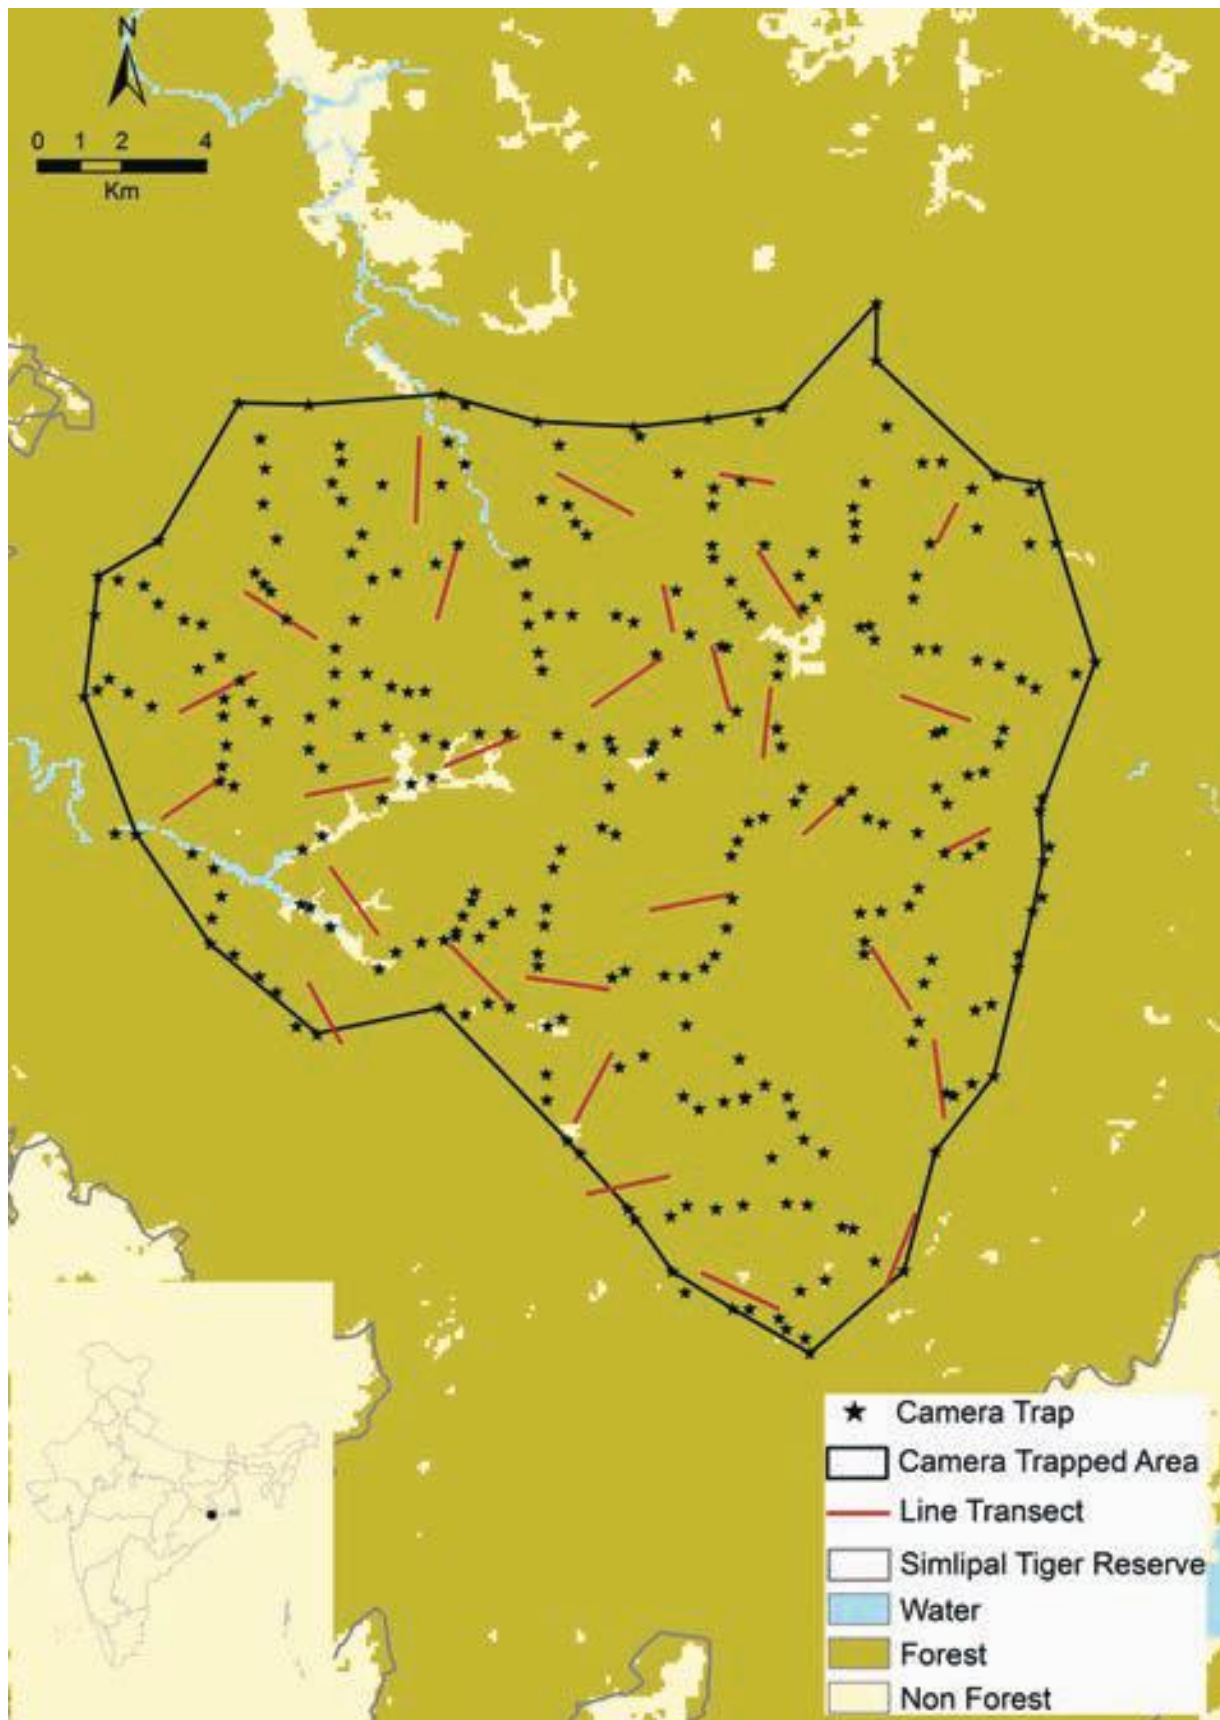 N
0 1 2 4
Km
Camera Trap
Camera Trapped Area
Line Transect
Simlipal Tiger Reserve
Water
Forest
Non Forest